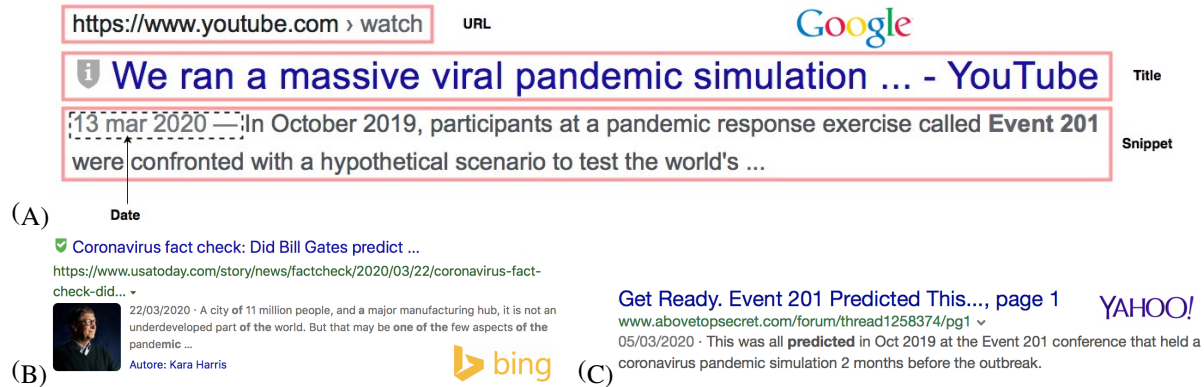 https://www.youtube.com › watch
URL
Google
We ran a massive viral pandemic simulation ... - YouTube
Title
13 mar 2020 — In October 2019, participants at a pandemic response exercise called Event 201
were confronted with a hypothetical scenario to test the world's ...
Snippet
Date
(A)
Coronavirus fact check: Did Bill Gates predict ...
https://www.usatoday.com/story/news/factcheck/2020/03/22/coronavirus-fact-
check-did...
22/03/2020 · A city of 11 million people, and a major manufacturing hub, it is not an
underdeveloped part of the world. But that may be one of the few aspects of the
pandemic ...
Autore: Kara Harris
bing
(B)
Get Ready. Event 201 Predicted This..., page 1
YAHOO!
www.abovetopsecret.com/forum/thread1258374/pg1
05/03/2020 · This was all predicted in Oct 2019 at the Event 201 conference that held a
coronavirus pandemic simulation 2 months before the outbreak.
(C)